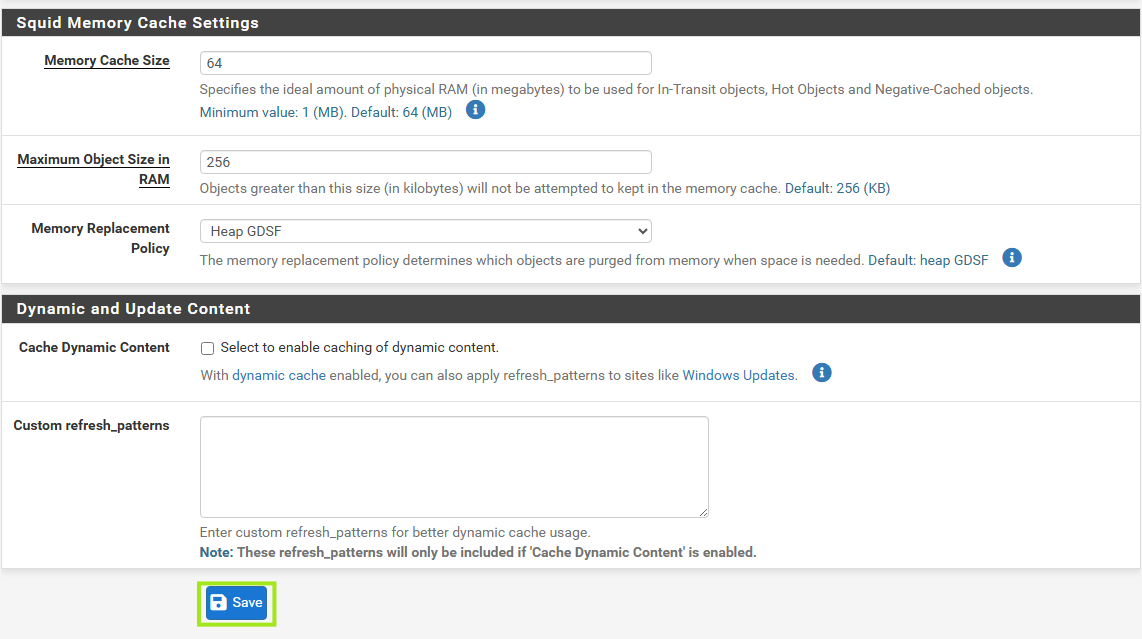 Squid Memory Cache Settings
Memory Cache Size
64
Specifies the ideal amount of physical RAM (in megabytes) to be used for In-Transit objects, Hot Objects and Negative-Cached objects.
Minimum value: 1 (MB). Default: 64 (MB)
Maximum Object Size in
RAM
256
Objects greater than this size (in kilobytes) will not be attempted to kept in the memory cache. Default: 256 (KB)
Memory Replacement
Policy
Heap GDSF
The memory replacement policy determines which objects are purged from memory when space is needed. Default: heap GDSF
Dynamic and Update Content
Cache Dynamic Content
Select to enable caching of dynamic content.
With dynamic cache enabled, you can also apply refresh_patterns to sites like Windows Updates.
Custom refresh_patterns
Enter custom refresh_patterns for better dynamic cache usage.
Note: These refresh_patterns will only be included if 'Cache Dynamic Content' is enabled.
Save